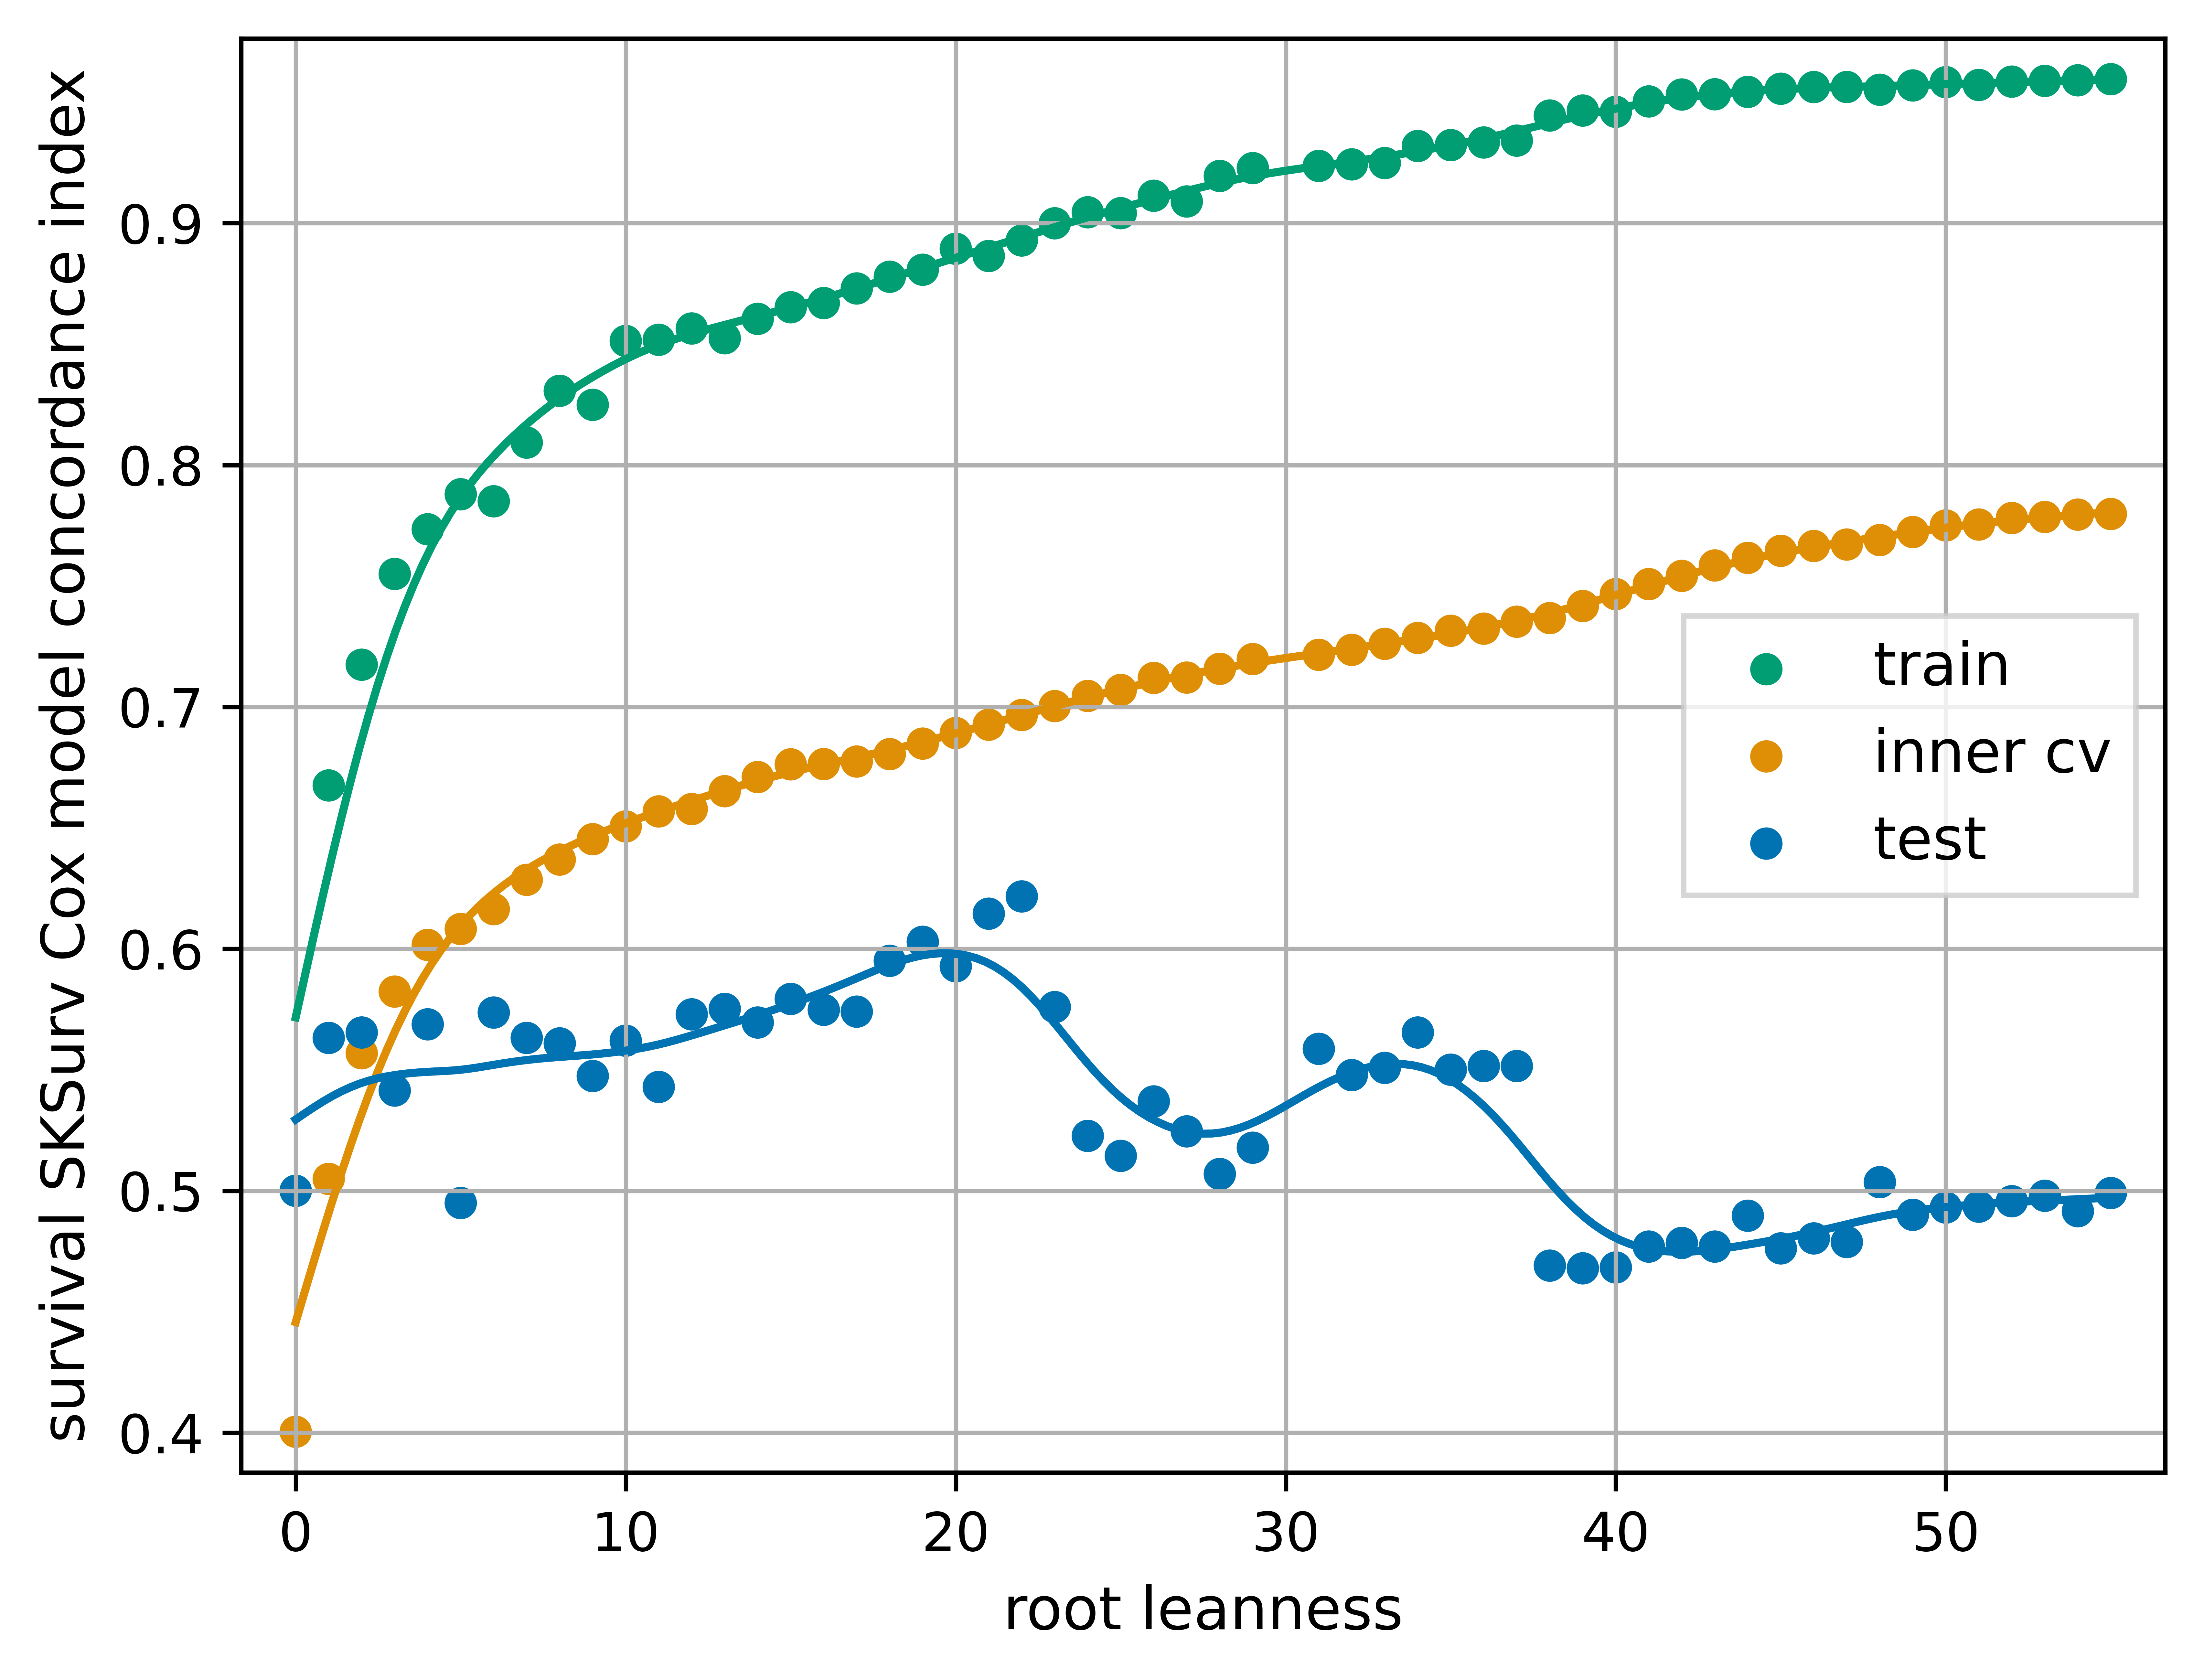 survival SKSurv Cox model concordance index
0.9
0.8
0.7
0.6
0.5
0.4
train
inner cv
test
0 10 20 30 40 50
root leanness